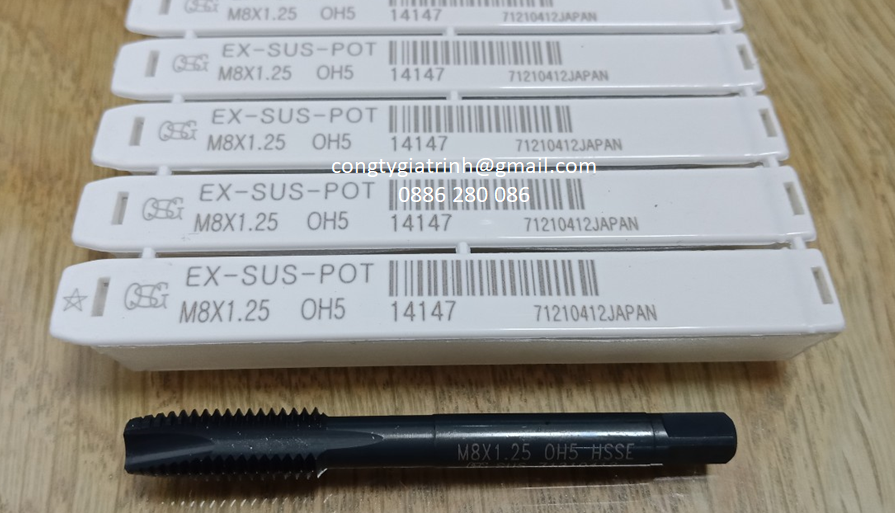 M8X1.25 OH5 14147 71210412JAPAN
OSG EX-SUS-POT
M8X1.25 OH5 14147 71210412JAPAN
OSG EX-SUS-POT
M8X1.25 OH5 14147 71210412JAPAN
congtygiatrinh@gmail.com
0886 280 086
OSG EX-SUS-POT
M8X1.25 OH5 14147 71210412JAPAN
OSG EX-SUS-POT
M8X1.25 OH5 14147 71210412JAPAN
M8X1.25 OH5 HSSE